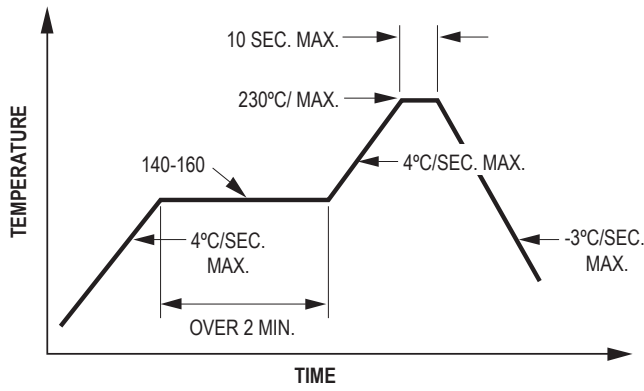 10 SEC. MAX.
230ºC/ MAX.
4ºC/SEC. MAX.
140-160
4ºC/SEC.
MAX.
-3ºC/SEC.
MAX.
OVER 2 MIN.
TEMPERATURE
TIME